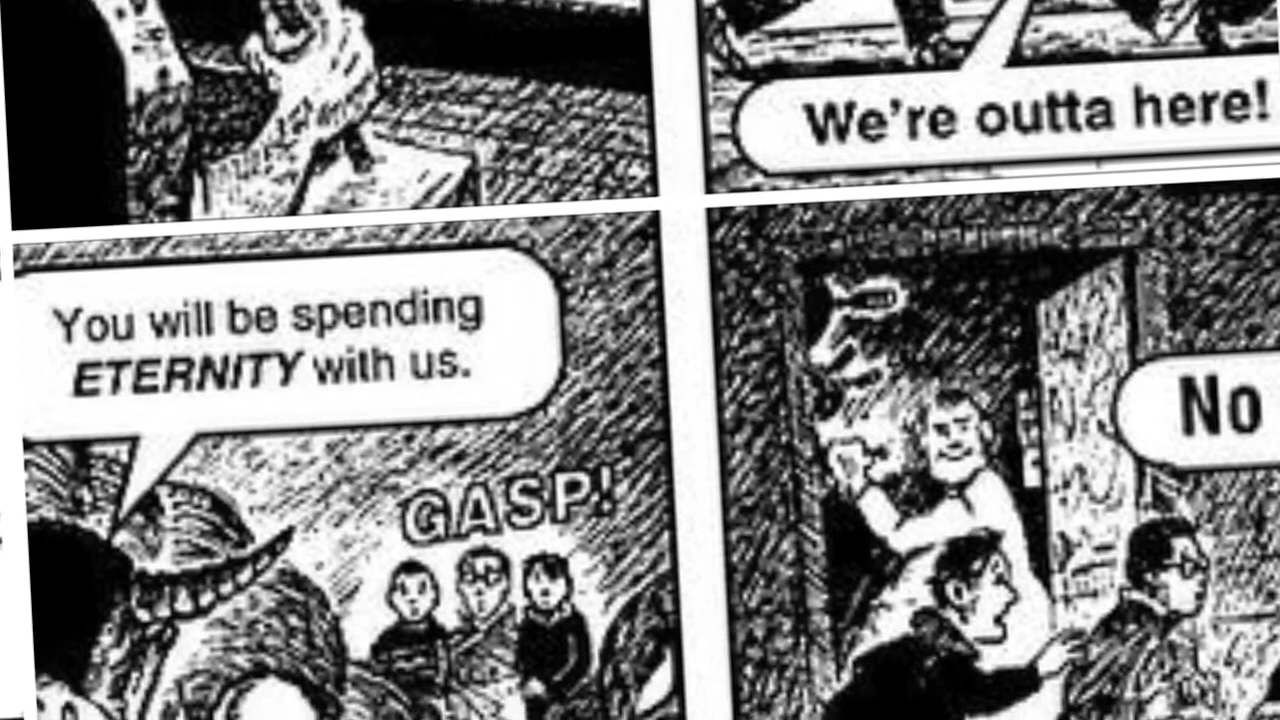 We're outta here!
You will be spending
ETERNITY with us.
GASP!
No